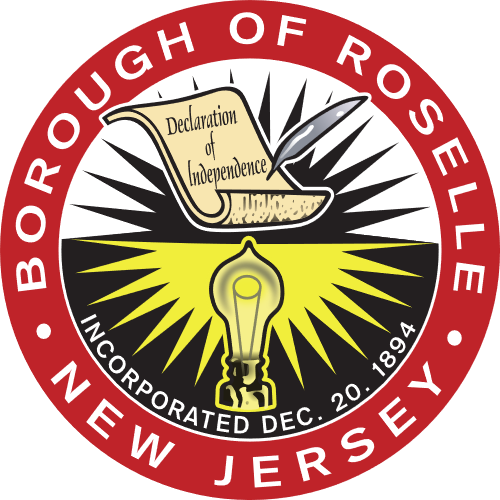 BOROUGH OF ROSELLE
Declaration
of
Independence
INCORPORATED DEC. 20. 1894
• NEW JERSEY •